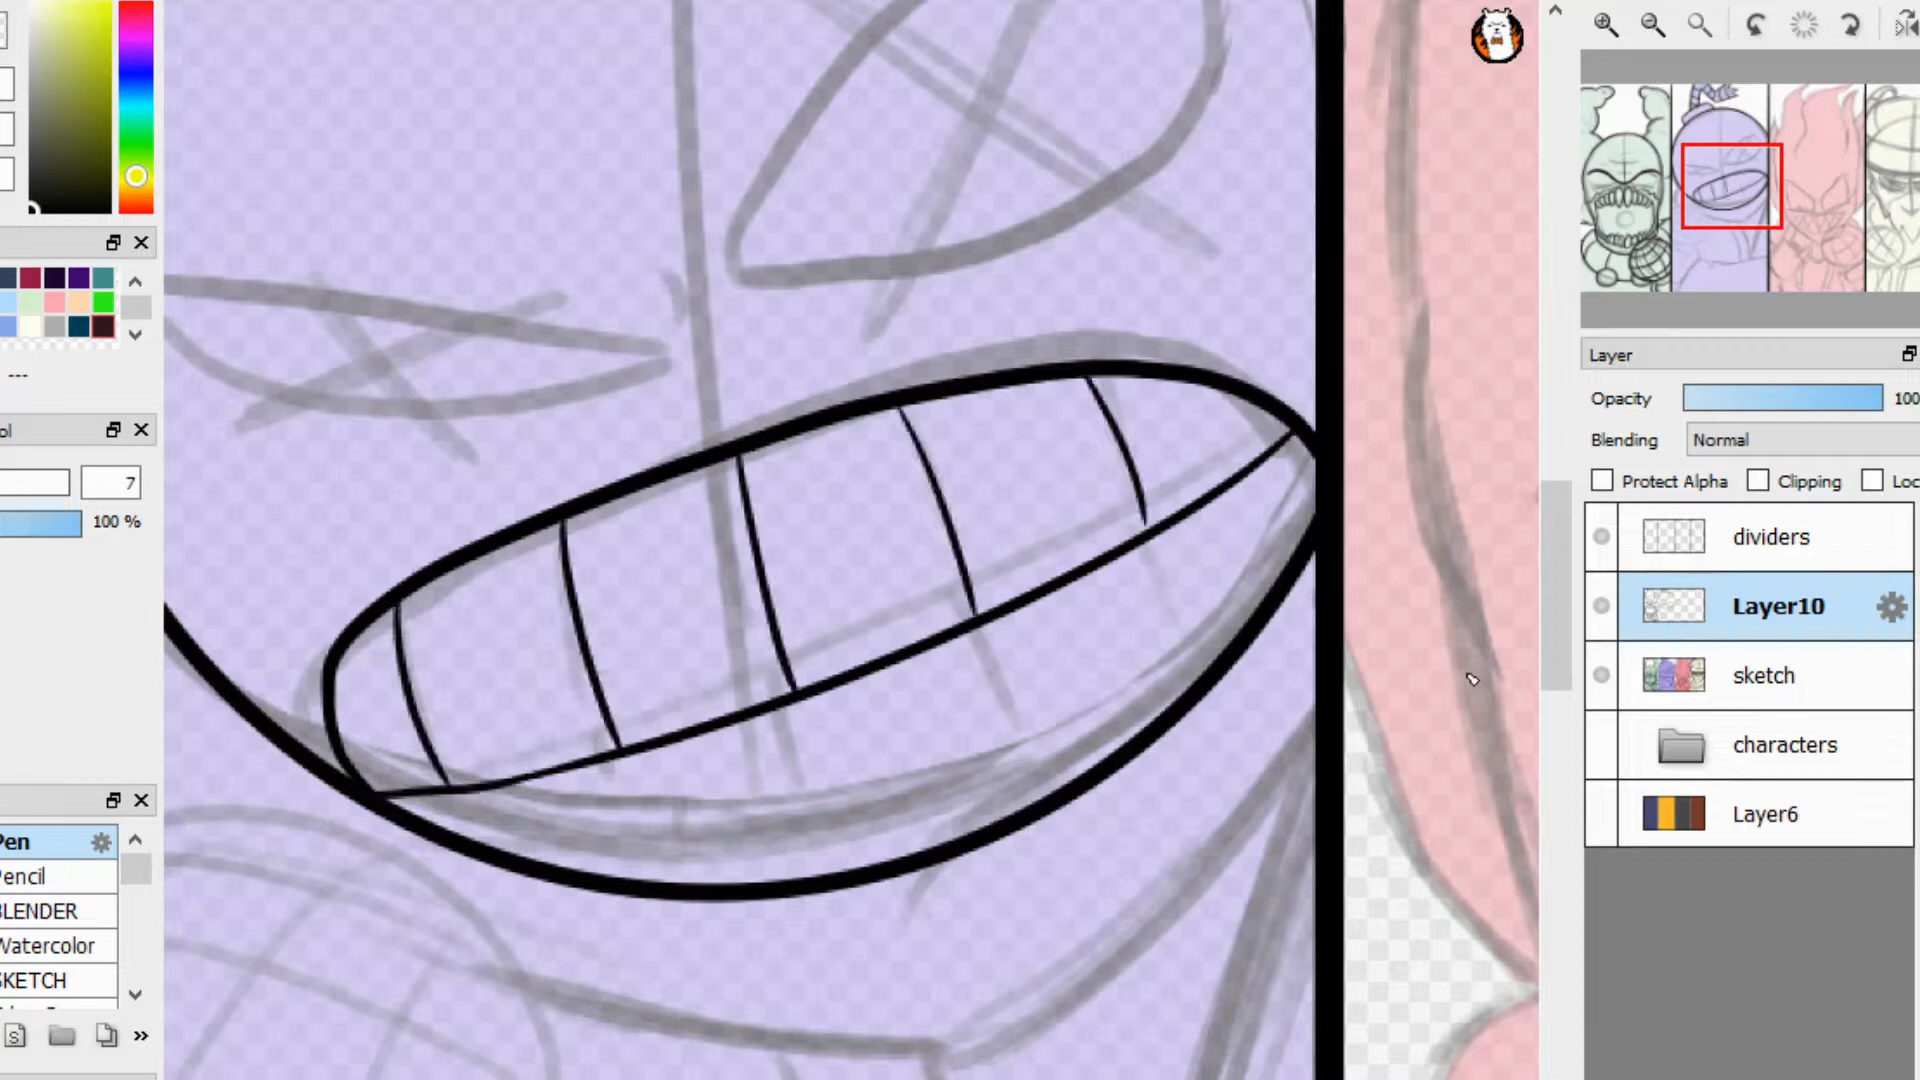 ---
ol
7
100 %
Pen
Pencil
BLENDER
Watercolor
SKETCH
S
»
Layer
Opacity
100
Blending
Normal
Protect Alpha
Clipping
Loc
dividers
Layer10
sketch
characters
Layer6